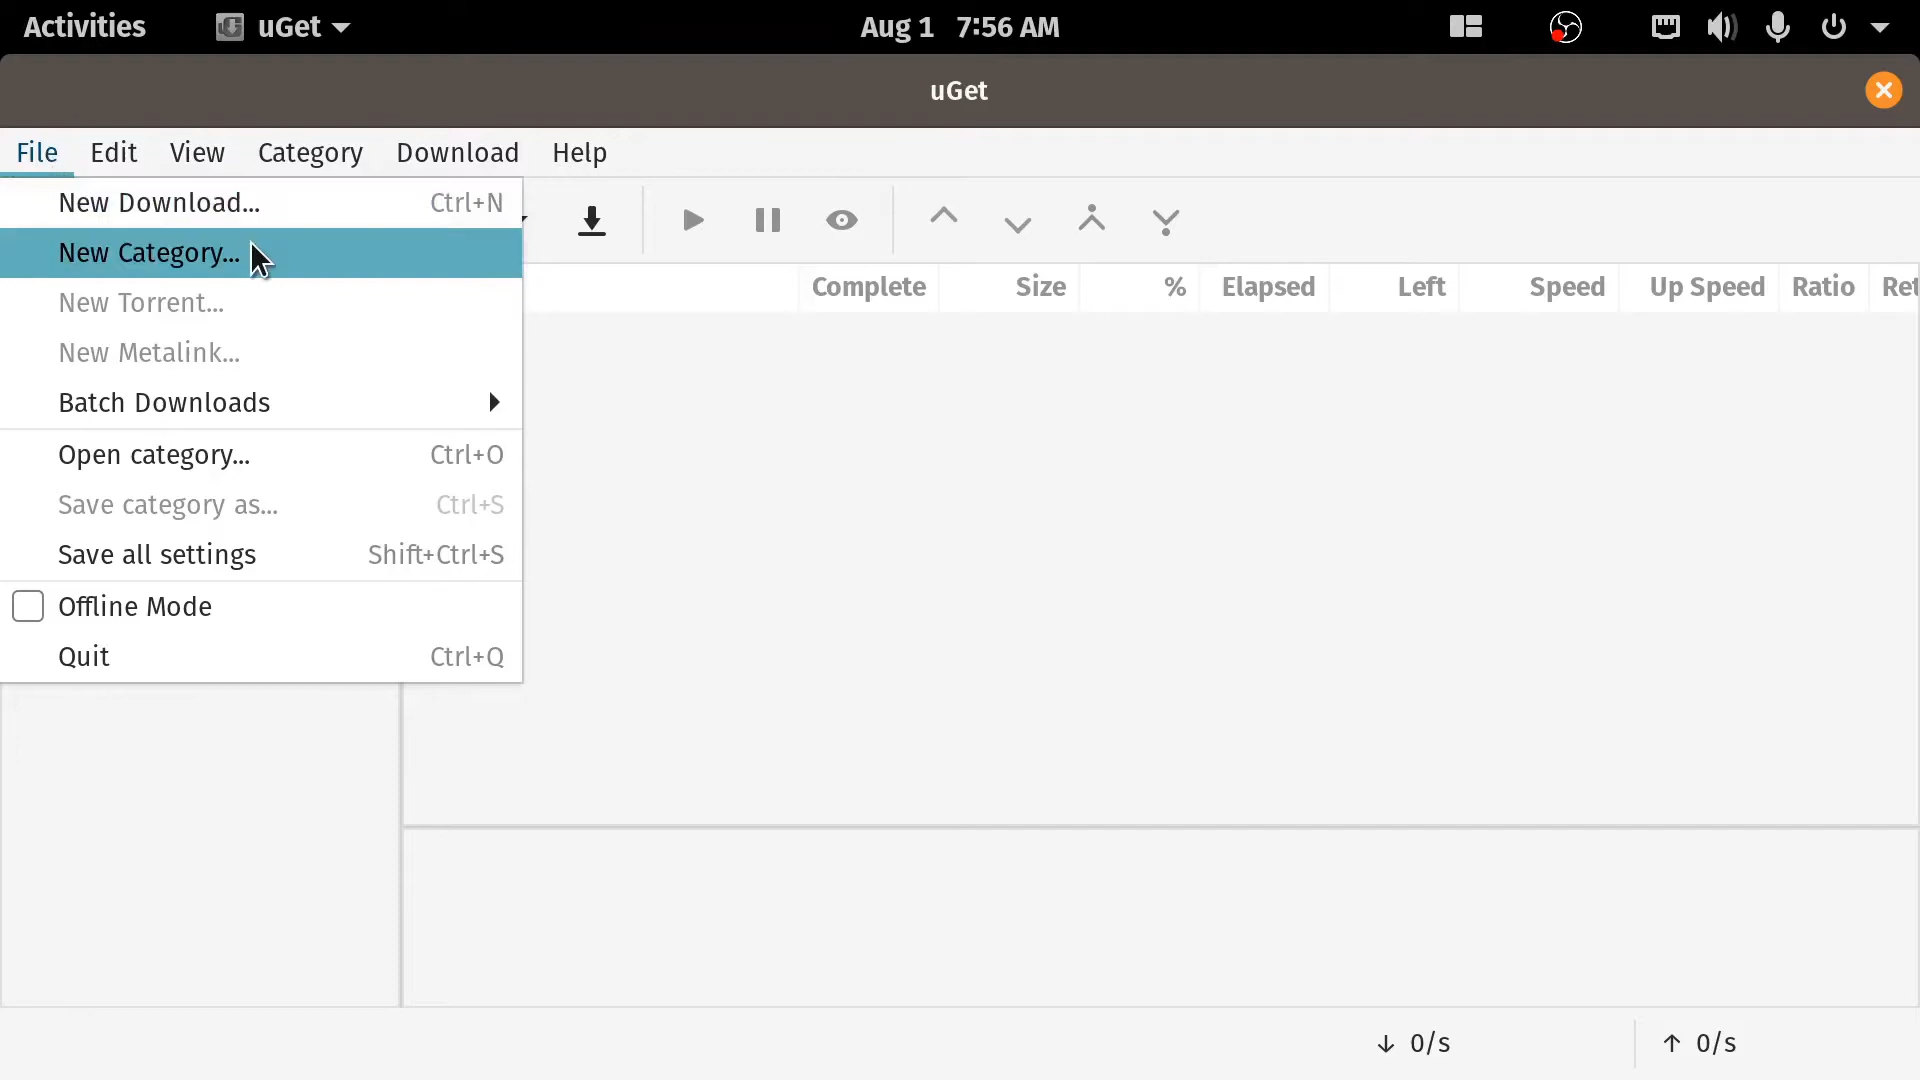 Activities uGet Aug 1 7:56 AM
uGet
File Edit View Category Download Help
New Download... Ctrl+N
New Category...
New Torrent...
New Metalink...
Batch Downloads
Open category... Ctrl+O
Save category as... Ctrl+S
Save all settings Shift+Ctrl+S
Offline Mode
Quit Ctrl+Q
Complete Size % Elapsed Left Speed Up Speed Ratio Ret
↓ 0/s ↑ 0/s